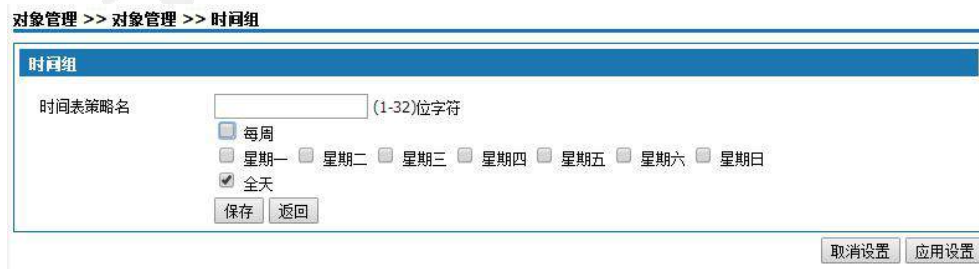 对象管理 >> 对象管理 >> 时间组
时间组
时间表策略名 (1-32)位字符
每周
星期一 星期二 星期三 星期四 星期五 星期六 星期日
全天
保存 返回
取消设置 应用设置